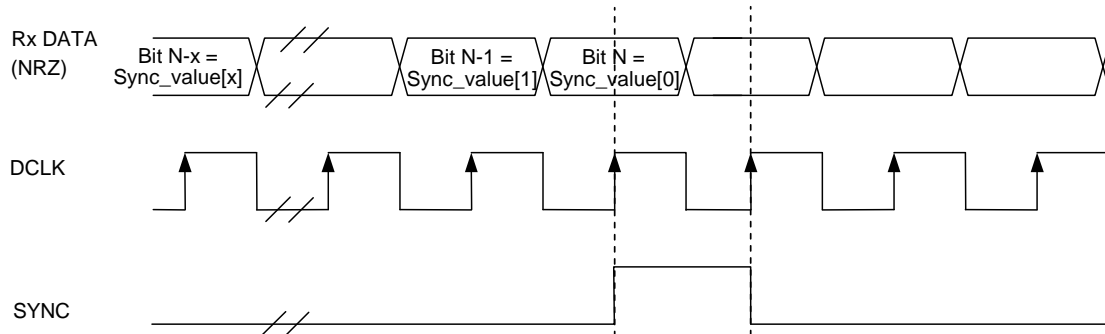 Rx DATA
(NRZ)
Bit N-x =
Sync_value[x]
Bit N-1 =
Sync_value[1]
Bit N =
Sync_value[0]
DCLK
SYNC